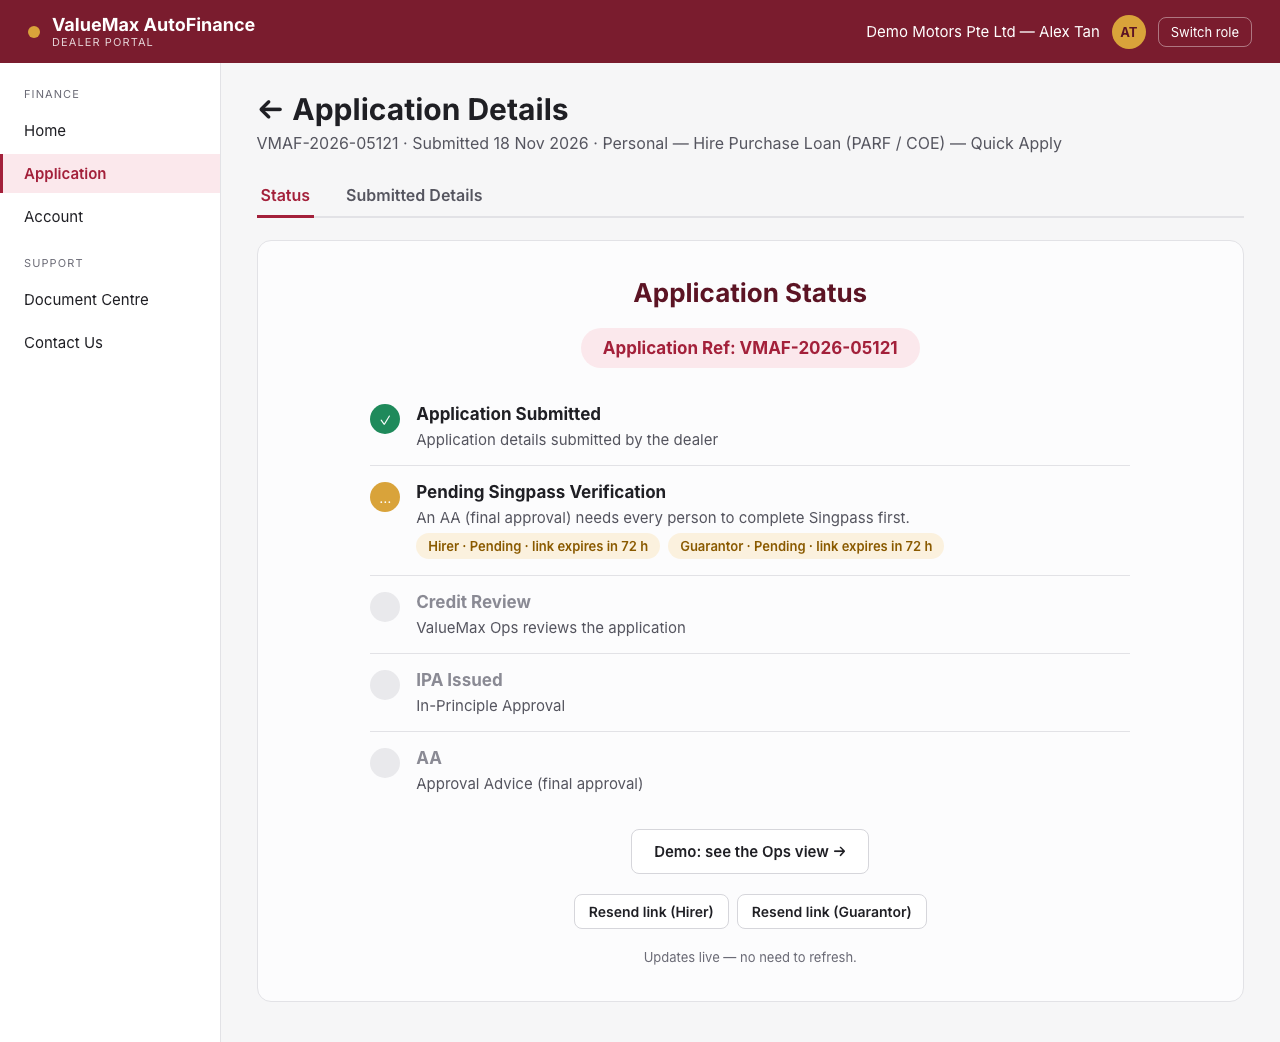 ValueMax AutoFinance
DEALER PORTAL
Demo Motors Pte Ltd — Alex Tan
AT
Switch role
FINANCE
Home
Application
Account
SUPPORT
Document Centre
Contact Us
← Application Details
VMAF-2026-05121 · Submitted 18 Nov 2026 · Personal — Hire Purchase Loan (PARF / COE) — Quick Apply
Status
Submitted Details
Application Status
Application Ref: VMAF-2026-05121
✓
Application Submitted
Application details submitted by the dealer
…
Pending Singpass Verification
An AA (final approval) needs every person to complete Singpass first.
Hirer · Pending · link expires in 72 h
Guarantor · Pending · link expires in 72 h
Credit Review
ValueMax Ops reviews the application
IPA Issued
In-Principle Approval
AA
Approval Advice (final approval)
Demo: see the Ops view →
Resend link (Hirer)
Resend link (Guarantor)
Updates live — no need to refresh.